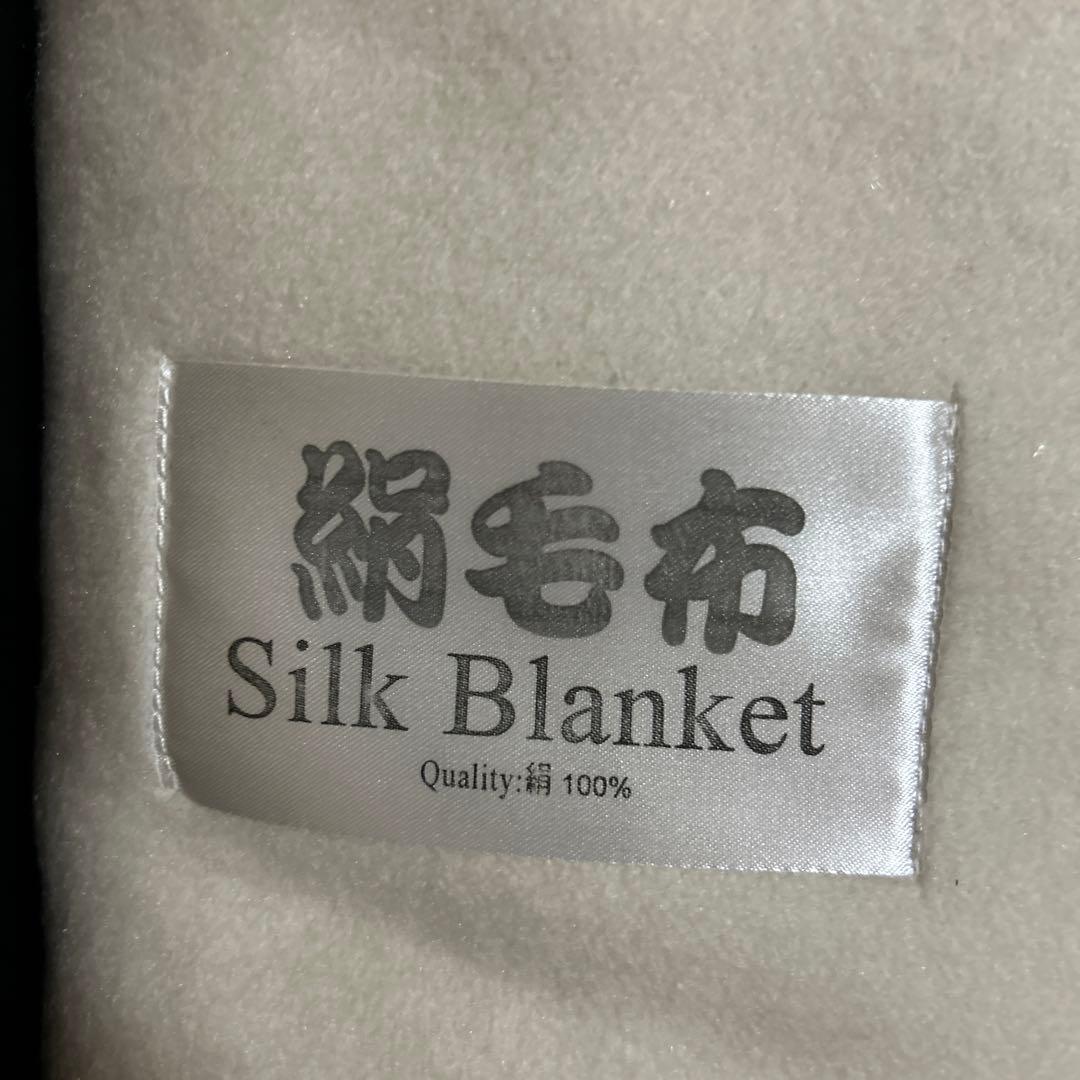 絹毛布
Silk Blanket
Quality:絹 100%